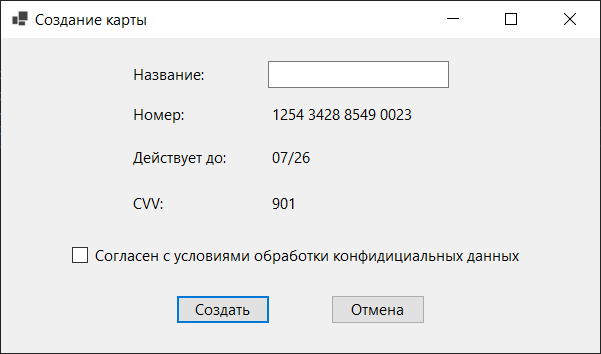 Создание карты
Название:
Номер: 1254 3428 8549 0023
Действует до: 07/26
CVV: 901
Согласен с условиями обработки конфидициальных данных
Создать Отмена